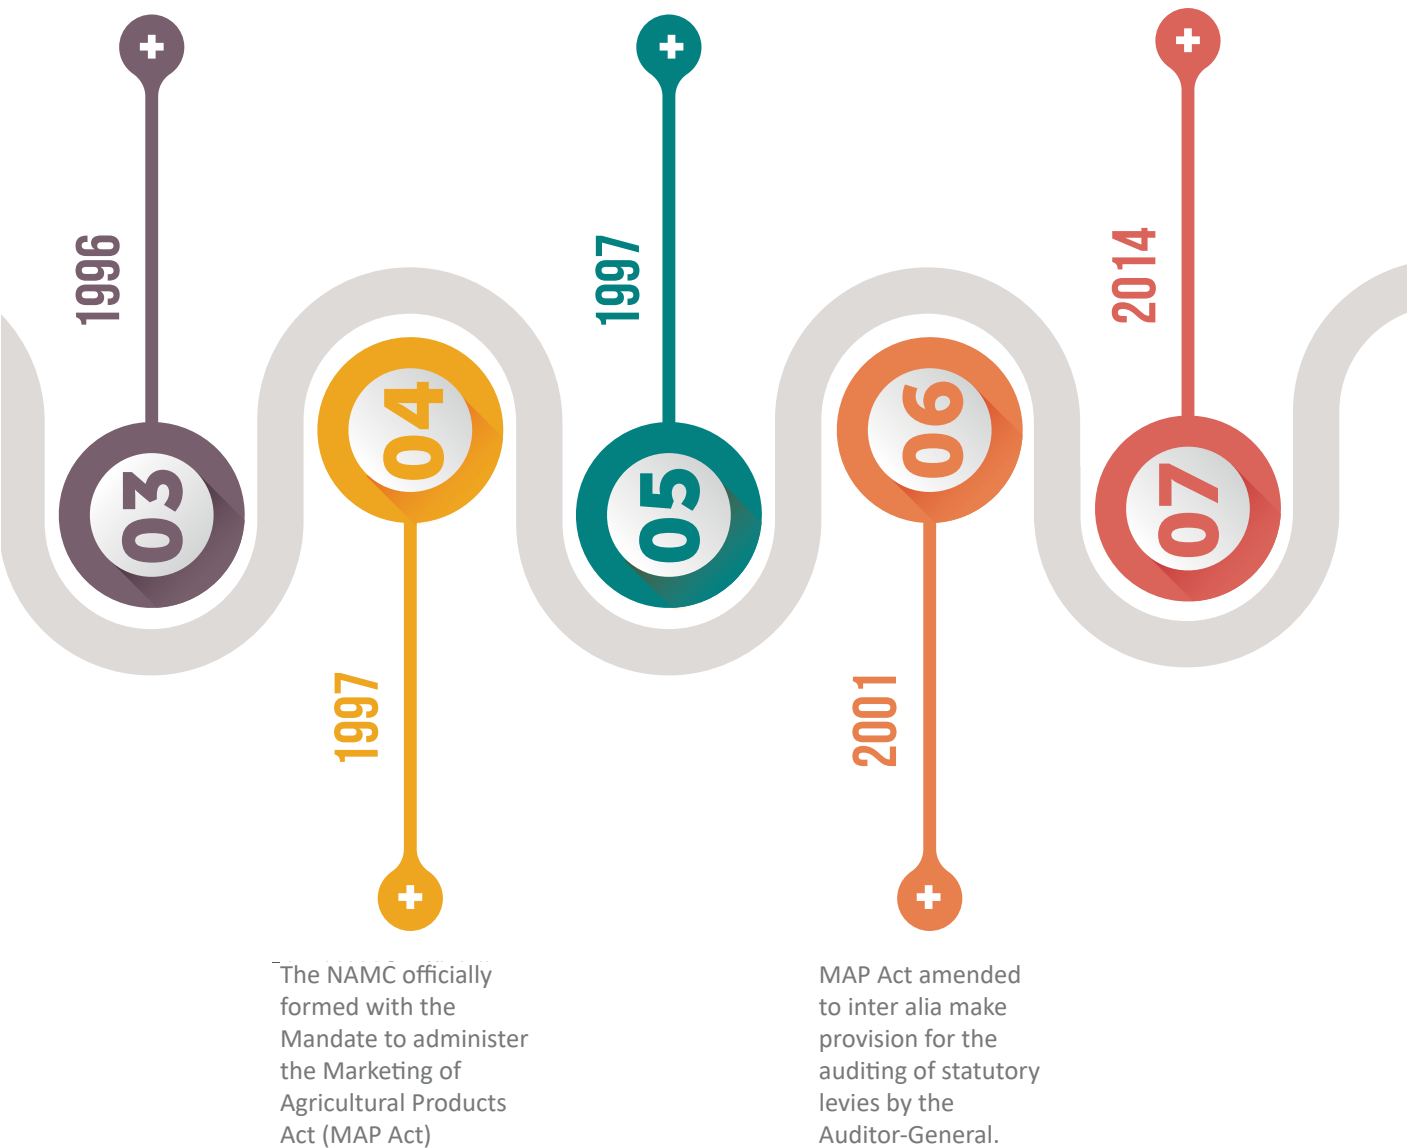 1996
03
04
1997
1997
05
06
2001
2014
07
The NAMC officially
formed with the
Mandate to administer
the Marketing of
Agricultural Products
Act (MAP Act)
MAP Act amended
to inter alia make
provision for the
auditing of statutory
levies by the
Auditor-General.